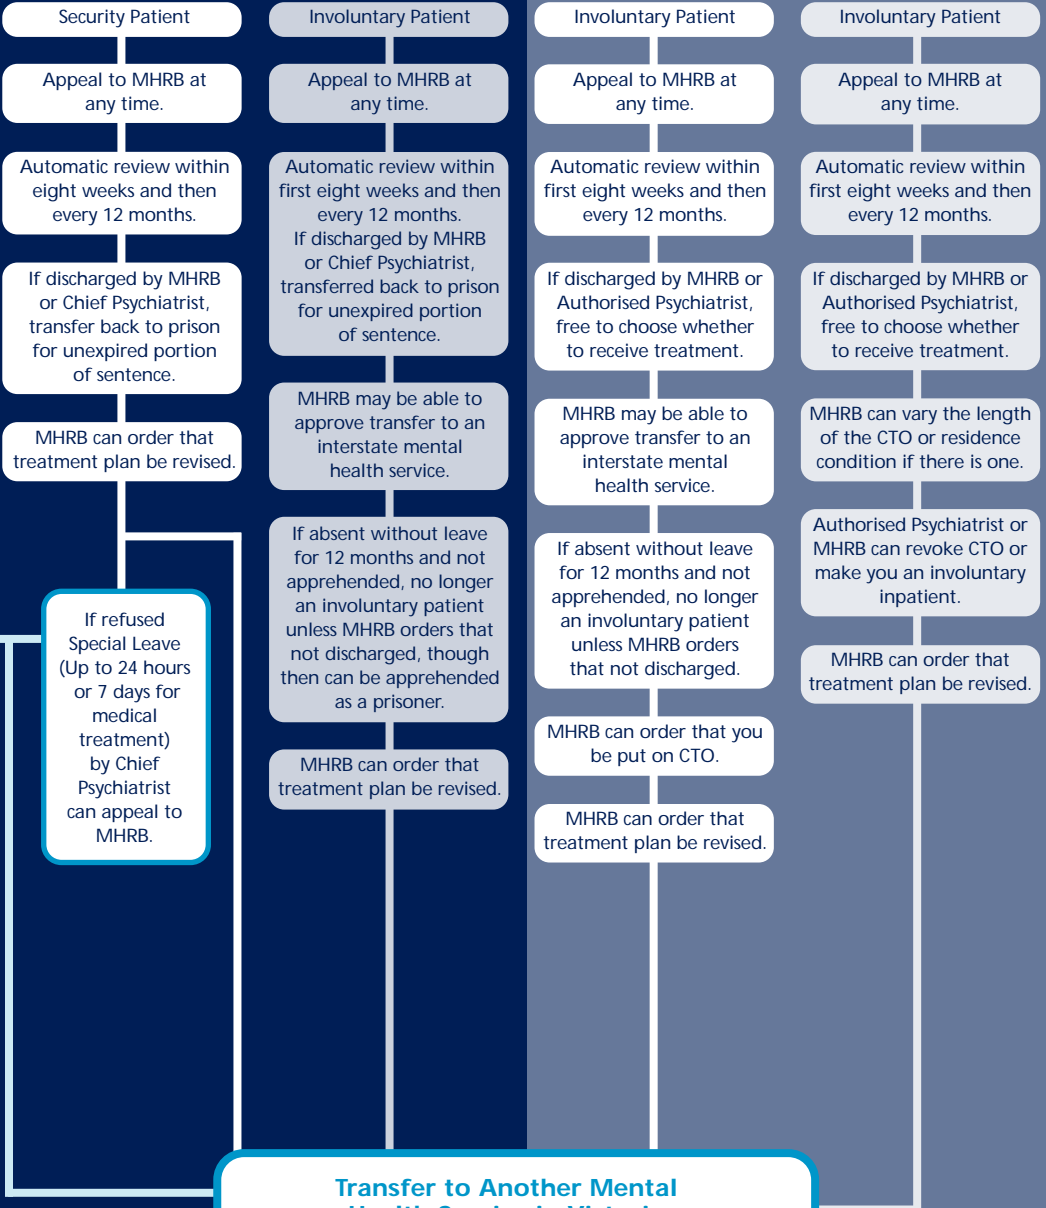 Security Patient
Appeal to MHRB at
any time.
Automatic review within
eight weeks and then
every 12 months.
If discharged by MHRB
or Chief Psychiatrist,
transfer back to prison
for unexpired portion
of sentence.
MHRB can order that
treatment plan be revised.
If refused
Special Leave
(Up to 24 hours
or 7 days for
medical
treatment)
by Chief
Psychiatrist
can appeal to
MHRB.
Involuntary Patient
Appeal to MHRB at
any time.
Automatic review within
first eight weeks and then
every 12 months.
If discharged by MHRB
or Chief Psychiatrist,
transferred back to prison
for unexpired portion
of sentence.
MHRB may be able to
approve transfer to an
interstate mental
health service.
If absent without leave
for 12 months and not
apprehended, no longer
an involuntary patient
unless MHRB orders that
not discharged, though
then can be apprehended
as a prisoner.
MHRB can order that
treatment plan be revised.
Involuntary Patient
Appeal to MHRB at
any time.
Automatic review within
first eight weeks and then
every 12 months.
If discharged by MHRB or
Authorised Psychiatrist,
free to choose whether
to receive treatment.
MHRB may be able to
approve transfer to an
interstate mental
health service.
If absent without leave
for 12 months and not
apprehended, no longer
an involuntary patient
unless MHRB orders
that not discharged.
MHRB can order that you
be put on CTO.
MHRB can order that
treatment plan be revised.
Involuntary Patient
Appeal to MHRB at
any time.
Automatic review within
first eight weeks and then
every 12 months.
If discharged by MHRB or
Authorised Psychiatrist,
free to choose whether
to receive treatment.
MHRB can vary the length
of the CTO or residence
condition if there is one.
Authorised Psychiatrist or
MHRB can revoke CTO or
make you an involuntary
inpatient.
MHRB can order that
treatment plan be revised.
Transfer to Another Mental